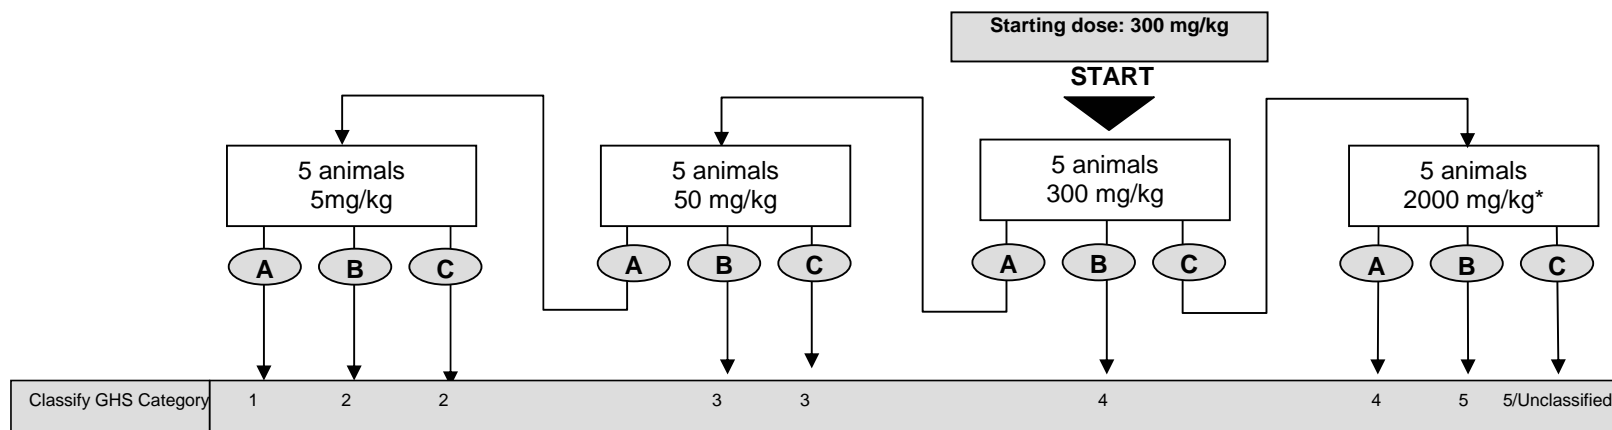 Starting dose: 300 mg/kg
START
5 animals
5mg/kg
5 animals
50 mg/kg
5 animals
300 mg/kg
5 animals
2000 mg/kg*
A
B
C
A
B
C
A
B
C
A
B
C
Classify GHS Category 1 2 2 3 3 4 4 5 5/Unclassified